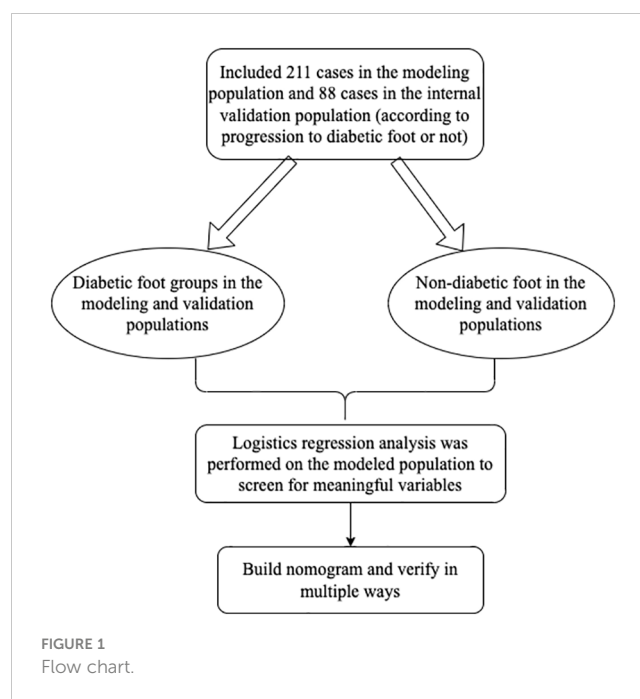 Included 211 cases in the modeling
population and 88 cases in the internal
validation population (according to
progression to diabetic foot or not)
Diabetic foot groups in the
modeling and validation
populations
Non-diabetic foot in the
modeling and validation
populations
Logistics regression analysis was
performed on the modeled population to
screen for meaningful variables
Build nomogram and verify in
multiple ways
FIGURE 1
Flow chart.